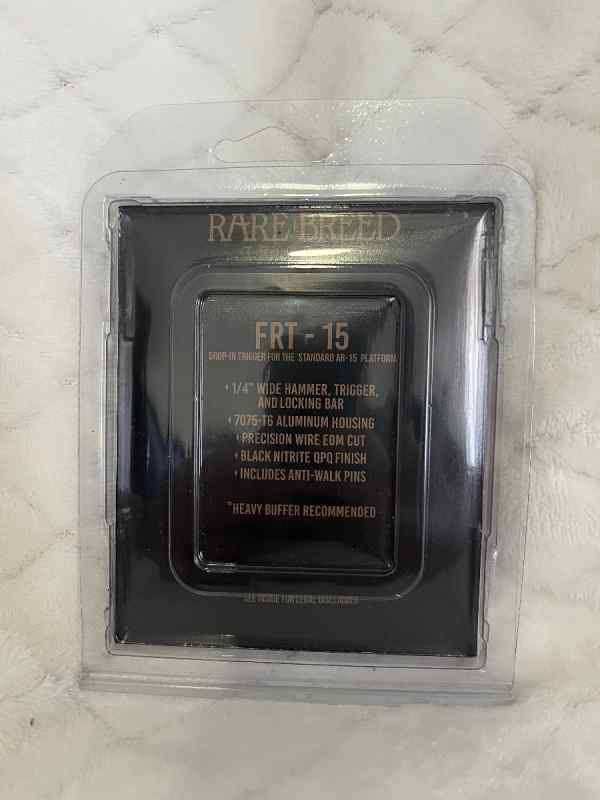 RARE BREED
FRT - 15
DROP-IN TRIGGER FOR THE STANDARD AR-15 PLATFORM
• 1/4" WIDE HAMMER, TRIGGER,
AND LOCKING BAR
• 7075-T6 ALUMINUM HOUSING
• PRECISION WIRE EDM CUT
• BLACK NITRITE QPQ FINISH
• INCLUDES ANTI-WALK PINS
*HEAVY BUFFER RECOMMENDED
SEE INSIDE FOR LEGAL DISCLAIMER